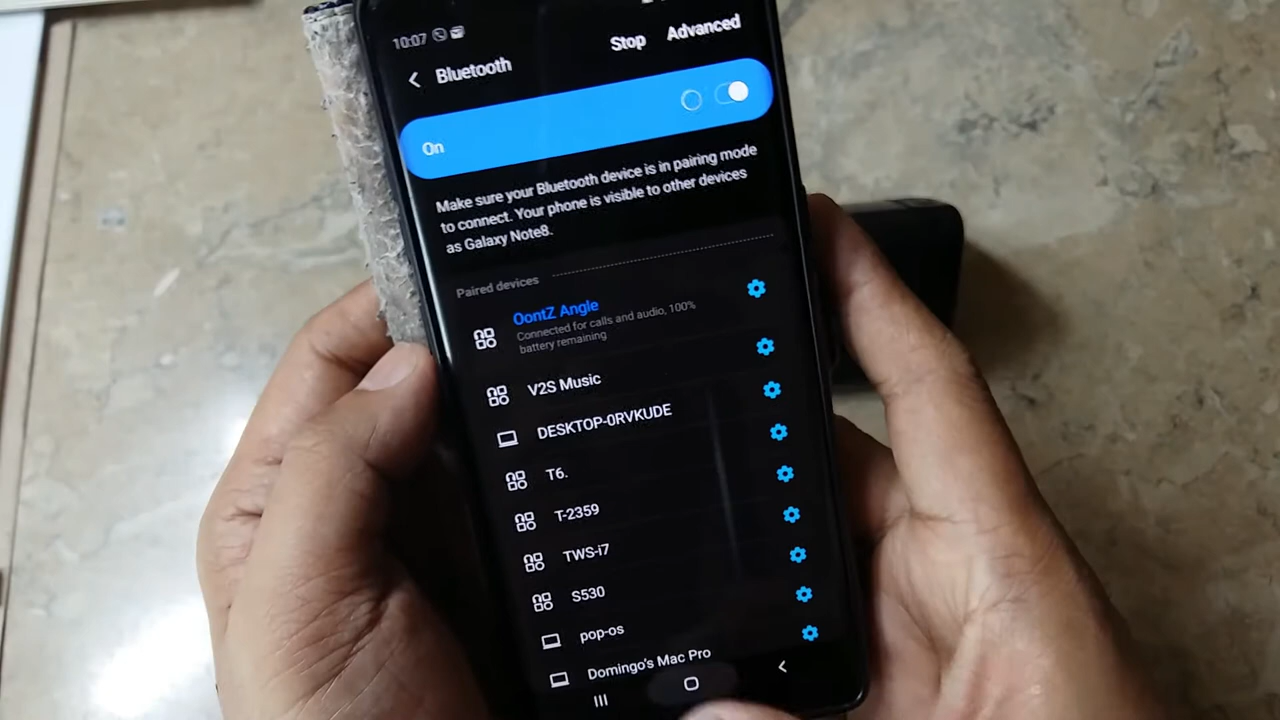 10:07
Stop Advanced
Bluetooth
On
Make sure your Bluetooth device is in pairing mode
to connect. Your phone is visible to other devices
as Galaxy Note8.
Paired devices
OontZ Angle
Connected for calls and audio, 100%
battery remaining
V2S Music
DESKTOP-0RVKUDE
T6.
T-2359
TWS-i7
S530
pop-os
Domingo's Mac Pro